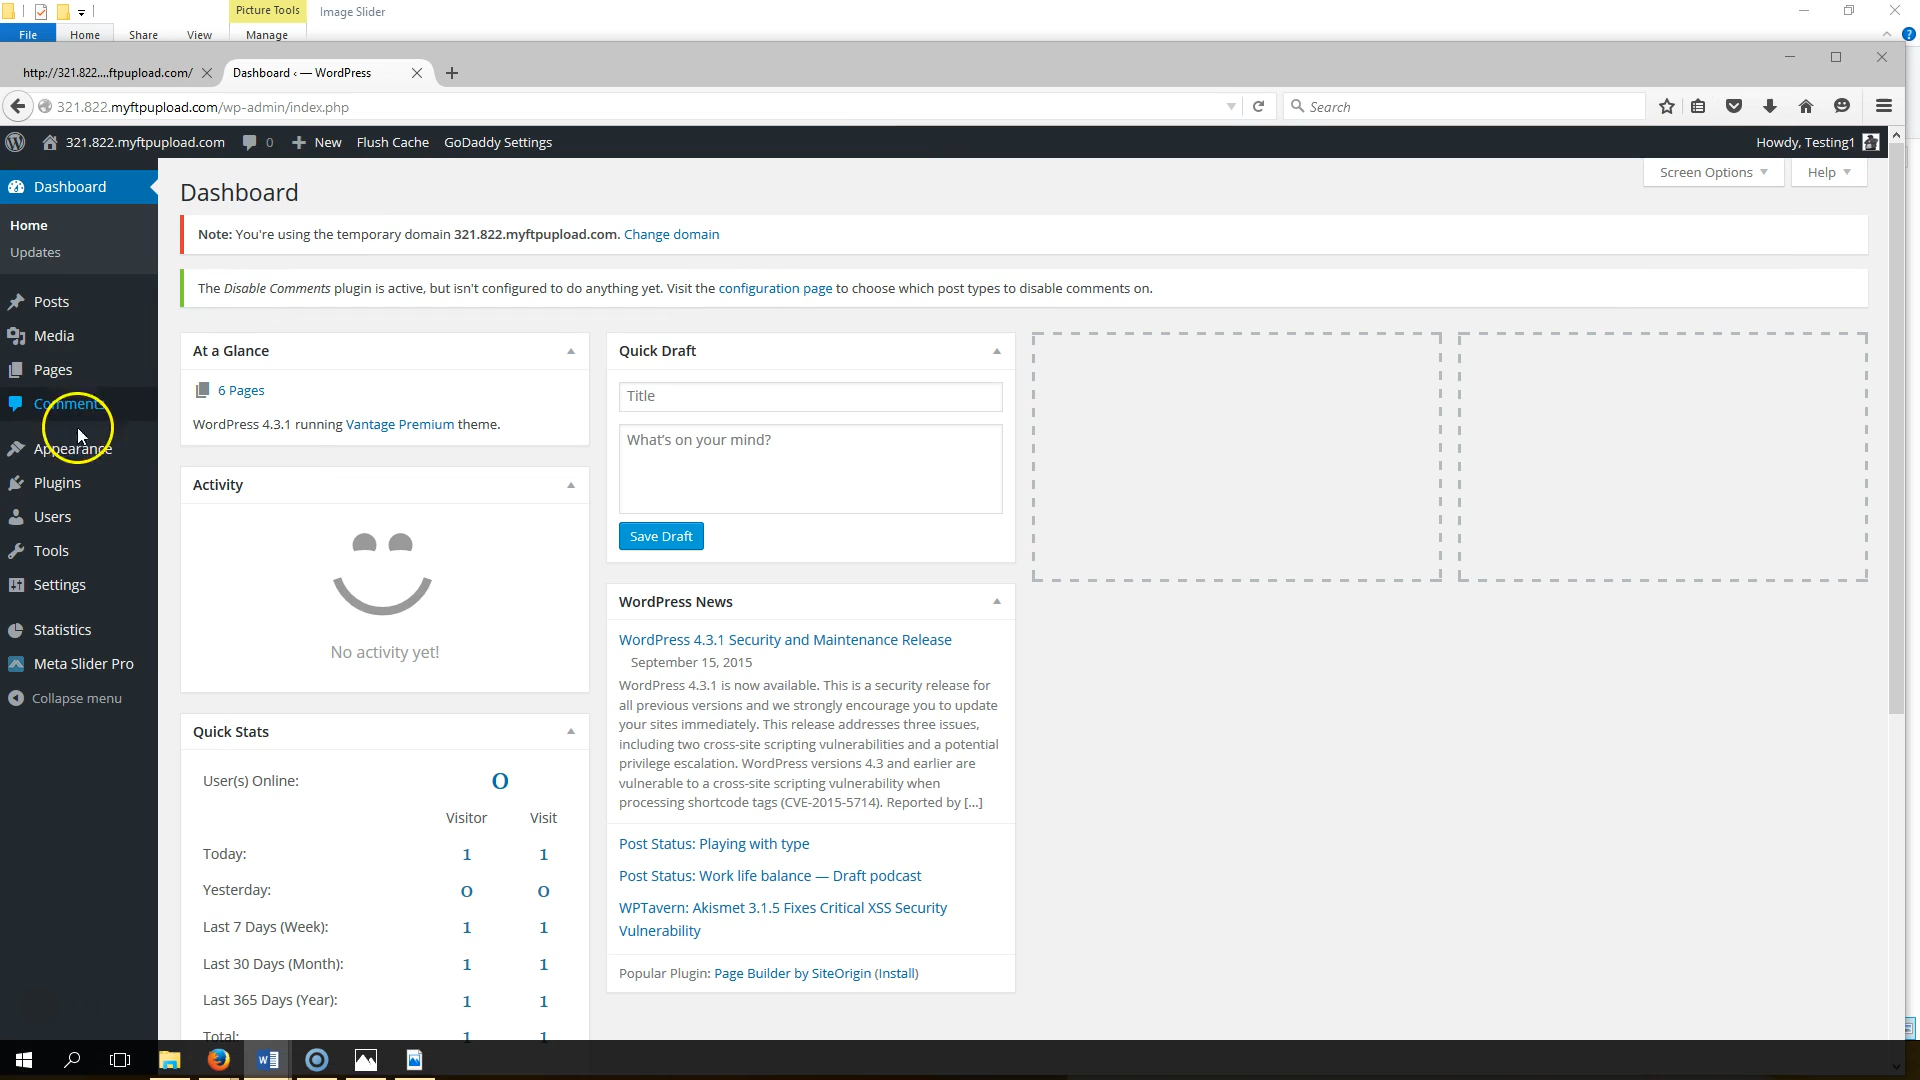 Picture Tools
Image Slider
File
Home
Share
View
Manage
http://321.822....ftpupload.com/
Dashboard ‹ — WordPress
321.822.myftpupload.com/wp-admin/index.php
Search
321.822.myftpupload.com
0
New
Flush Cache
GoDaddy Settings
Howdy, Testing1
Dashboard
Home
Updates
Posts
Media
Pages
Comments
Appearance
Plugins
Users
Tools
Settings
Statistics
Meta Slider Pro
Collapse menu
Screen Options
Help
Dashboard
Note: You're using the temporary domain 321.822.myftpupload.com. Change domain
The Disable Comments plugin is active, but isn't configured to do anything yet. Visit the configuration page to choose which post types to disable comments on.
At a Glance
6 Pages
WordPress 4.3.1 running Vantage Premium theme.
Activity
No activity yet!
Quick Stats
User(s) Online: 0
Visitor Visit
Today: 1 1
Yesterday: 0 0
Last 7 Days (Week): 1 1
Last 30 Days (Month): 1 1
Last 365 Days (Year): 1 1
Total: 1 1
Quick Draft
Title
What's on your mind?
Save Draft
WordPress News
WordPress 4.3.1 Security and Maintenance Release
September 15, 2015
WordPress 4.3.1 is now available. This is a security release for
all previous versions and we strongly encourage you to update
your sites immediately. This release addresses three issues,
including two cross-site scripting vulnerabilities and a potential
privilege escalation. WordPress versions 4.3 and earlier are
vulnerable to a cross-site scripting vulnerability when
processing shortcode tags (CVE-2015-5714). Reported by [...]
Post Status: Playing with type
Post Status: Work life balance — Draft podcast
WPTavern: Akismet 3.1.5 Fixes Critical XSS Security
Vulnerability
Popular Plugin: Page Builder by SiteOrigin (Install)